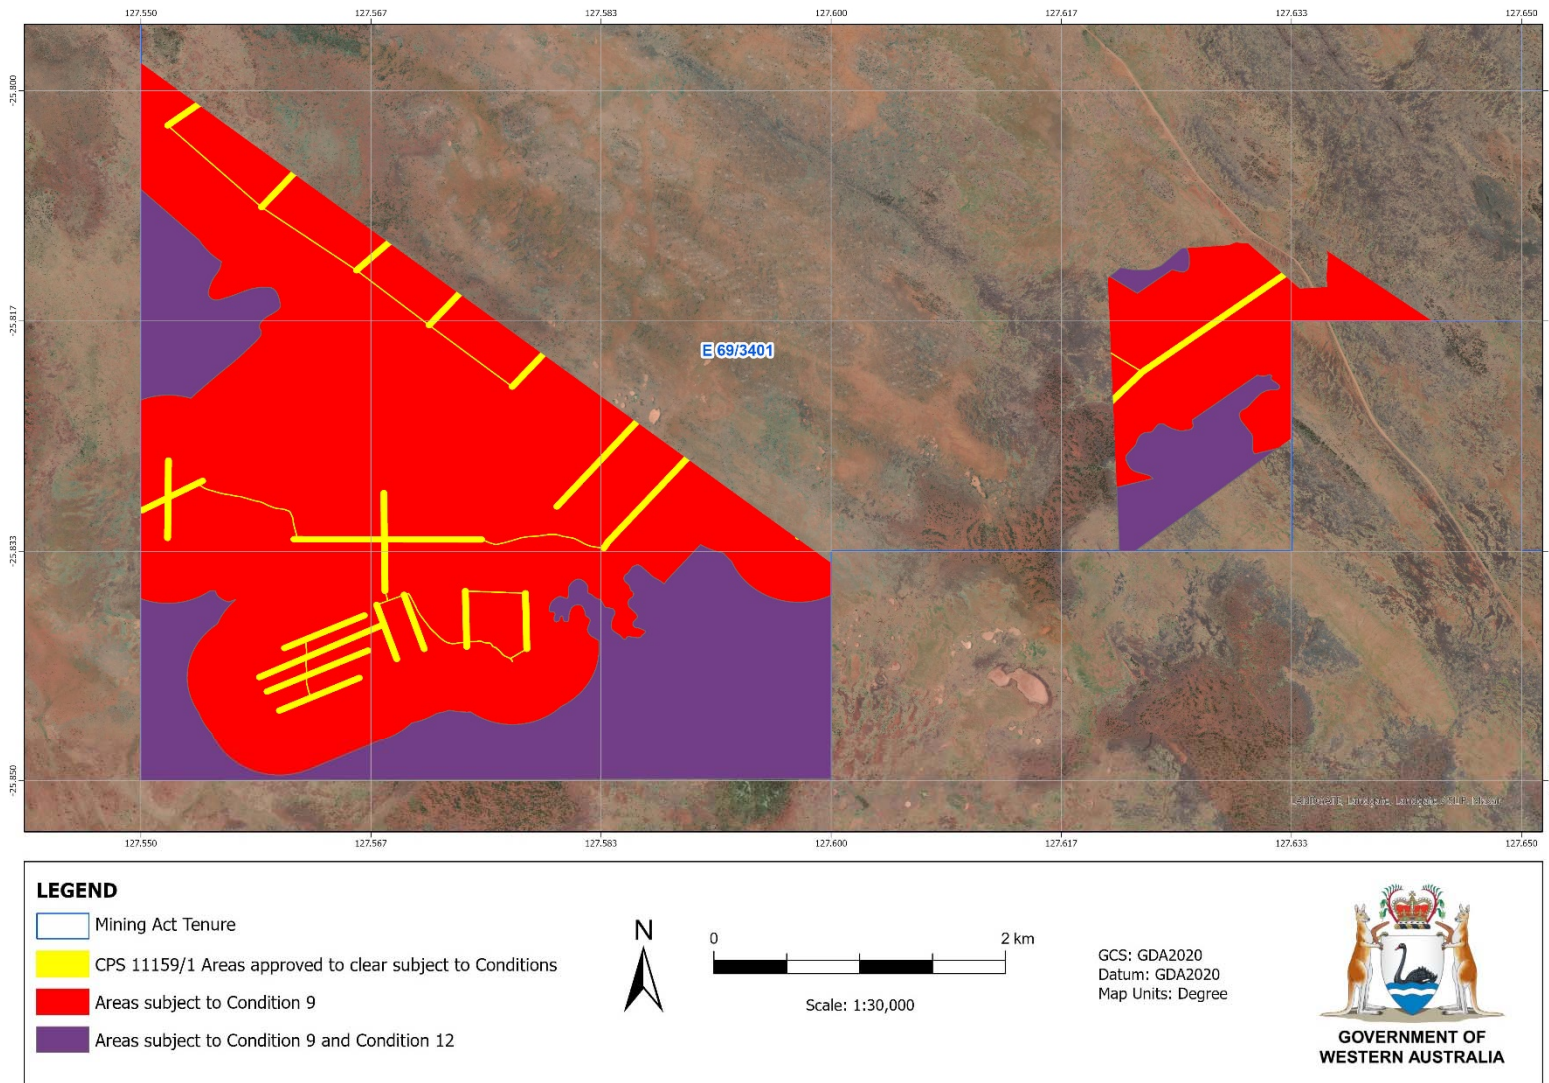 127.550 127.567 127.583 127.600 127.617 127.633 127.650
-25.800
-25.817
-25.833
-25.850
E 69/3401
127.550 127.567 127.583 127.600 127.617 127.633 127.650
LEGEND
Mining Act Tenure
CPS 11159/1 Areas approved to clear subject to Conditions
Areas subject to Condition 9
Areas subject to Condition 9 and Condition 12
N
0 2 km
Scale: 1:30,000
GCS: GDA2020
Datum: GDA2020
Map Units: Degree
GOVERNMENT OF
WESTERN AUSTRALIA